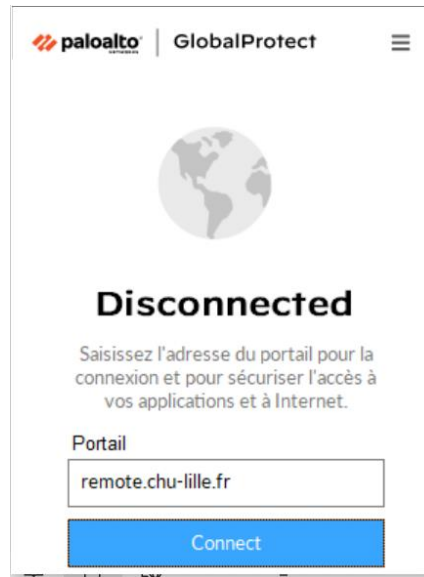 paloalto GlobalProtect
NETWORKS
Disconnected
Saisissez l'adresse du portail pour la
connexion et pour sécuriser l'accès à
vos applications et à Internet.
Portail
remote.chu-lille.fr
Connect